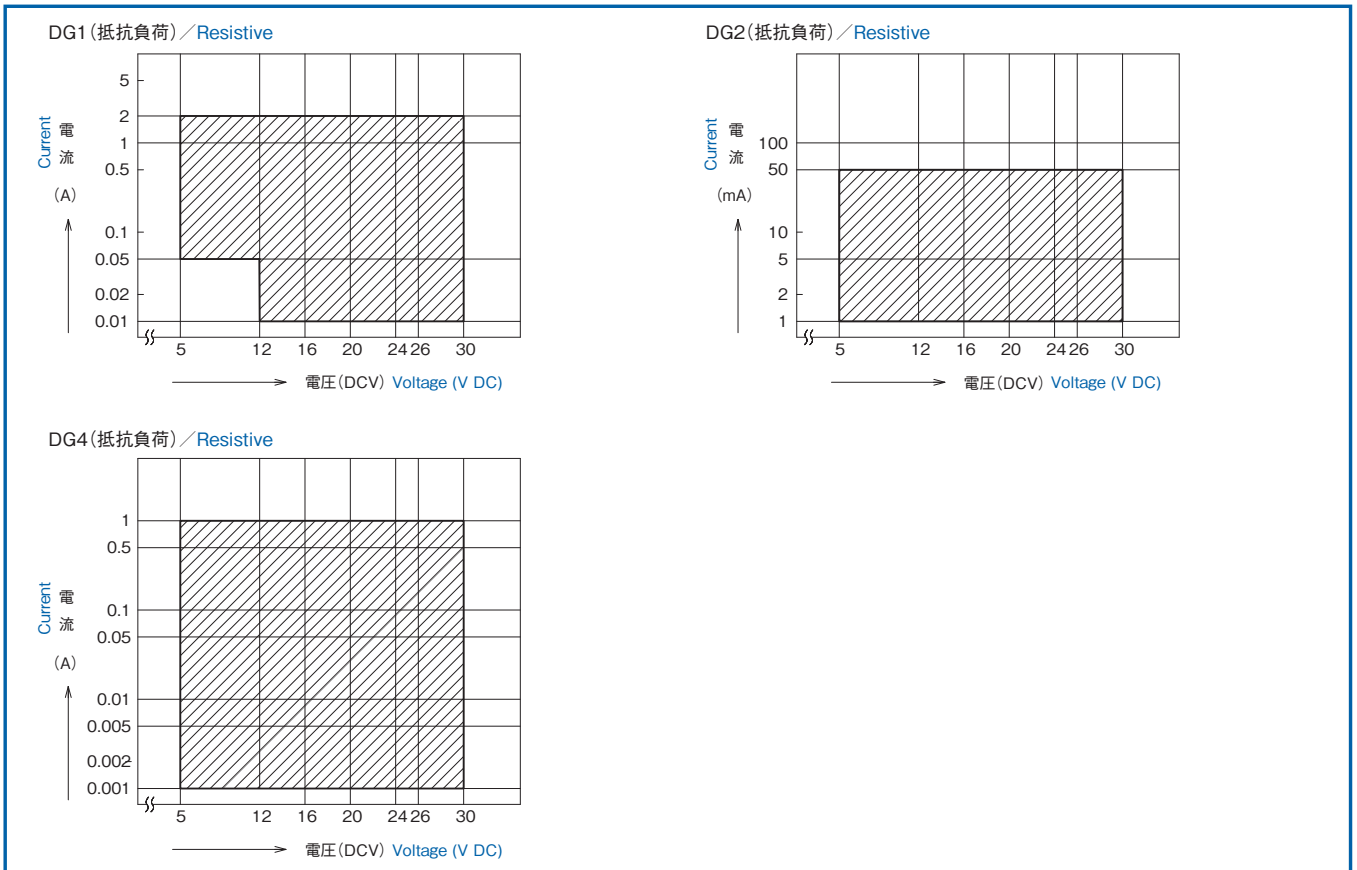 DG1（抵抗負荷）／Resistive
Current
電流
（A）
5
2
1
0.5
0.1
0.05
0.02
0.01
5 12 16 20 24 26 30
電圧（DCV） Voltage (V DC)
DG2（抵抗負荷）／Resistive
Current
電流
（mA）
100
50
10
5
2
1
5 12 16 20 24 26 30
電圧（DCV） Voltage (V DC)
DG4（抵抗負荷）／Resistive
Current
電流
（A）
1
0.5
0.1
0.05
0.01
0.005
0.002
0.001
5 12 16 20 24 26 30
電圧（DCV） Voltage (V DC)